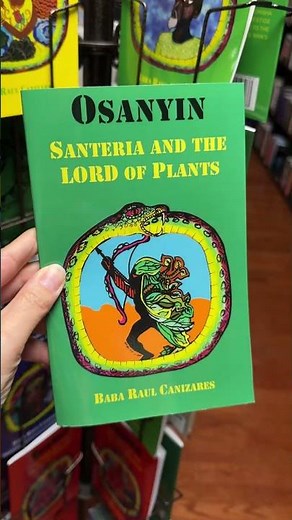 OSANYIN
SANTERIA AND THE
LORD OF PLANTS
BABA RAUL CANIZARES